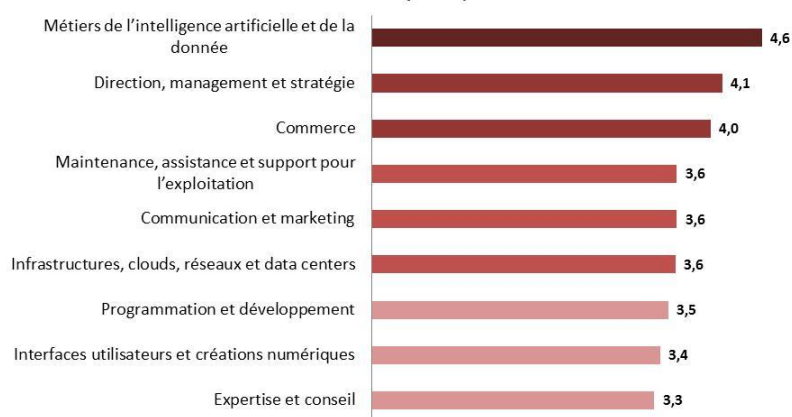 Métiers de l'intelligence artificielle et de la
donnée
4,6
Direction, management et stratégie
4,1
Commerce
4,0
Maintenance, assistance et support pour
l'exploitation
3,6
Communication et marketing
3,6
Infrastructures, clouds, réseaux et data centers
3,6
Programmation et développement
3,5
Interfaces utilisateurs et créations numériques
3,4
Expertise et conseil
3,3